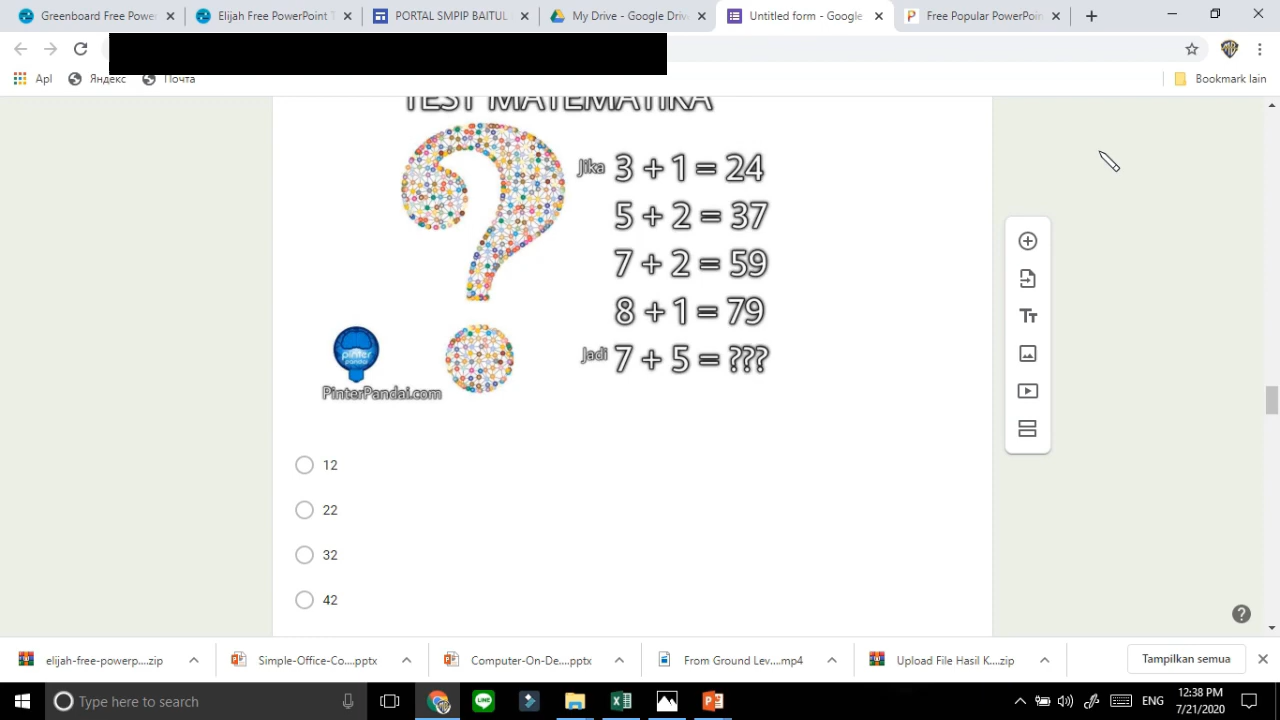 Greenboard Free Power
Elijah Free PowerPoint T
PORTAL SMPIP BAITUL
My Drive - Google Driv
Untitled form - Google
Free Popular PowerPoin
Apl
Яндекс
Почта
Bookmark lain
TEST MATEMATIKA
Jika 3 + 1 = 24
5 + 2 = 37
7 + 2 = 59
8 + 1 = 79
Jadi 7 + 5 = ???
pinter
pandai
PinterPandai.com
12
22
32
42
elijah-free-powerp....zip
Simple-Office-Co....pptx
Computer-On-De....pptx
From Ground Lev....mp4
Upload File Hasil K....zip
Tampilkan semua
Type here to search
ENG
12:38 PM
7/21/2020